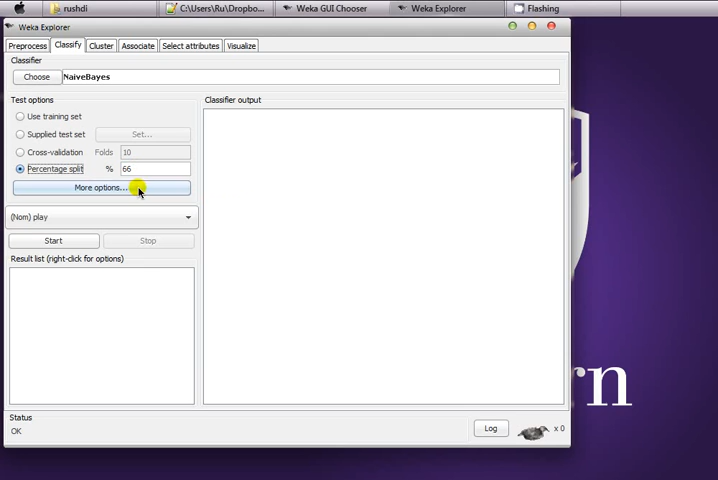 rushdi
C:\Users\Ru\Dropbo...
Weka GUI Chooser
Weka Explorer
Flashing
Weka Explorer
Preprocess
Classify
Cluster
Associate
Select attributes
Visualize
Classifier
Choose
NaiveBayes
Test options
Classifier output
Use training set
Supplied test set
Set...
Cross-validation
Folds
10
Percentage split
%
66
More options...
(Nom) play
Start
Stop
Result list (right-click for options)
rn
Status
OK
Log
x 0